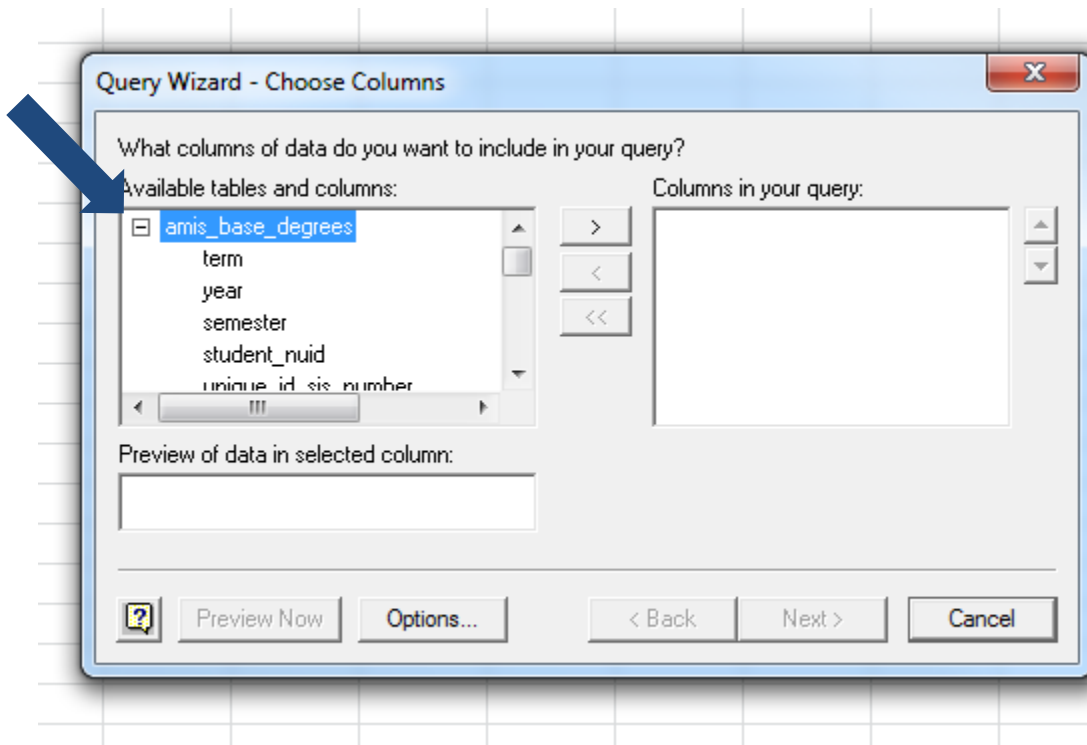 Query Wizard - Choose Columns
What columns of data do you want to include in your query?
Available tables and columns:
Columns in your query:
amis_base_degrees
term
year
semester
student_nuid
unique_id_sis_number
>
<
<<
Preview of data in selected column:
Preview Now
Options...
< Back
Next >
Cancel